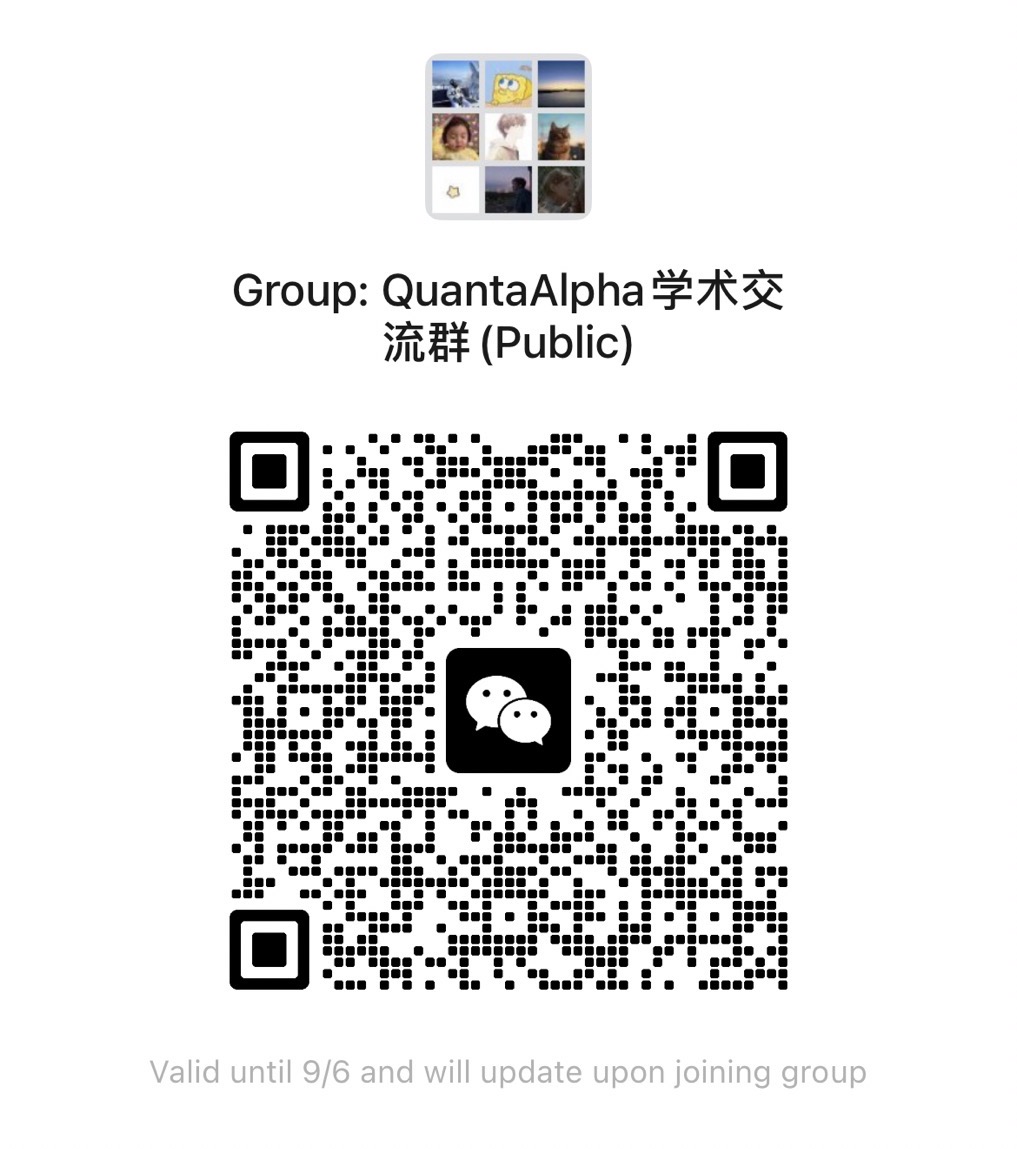 Group: QuantaAlpha学术交
流群 (Public)
Valid until 9/6 and will update upon joining group